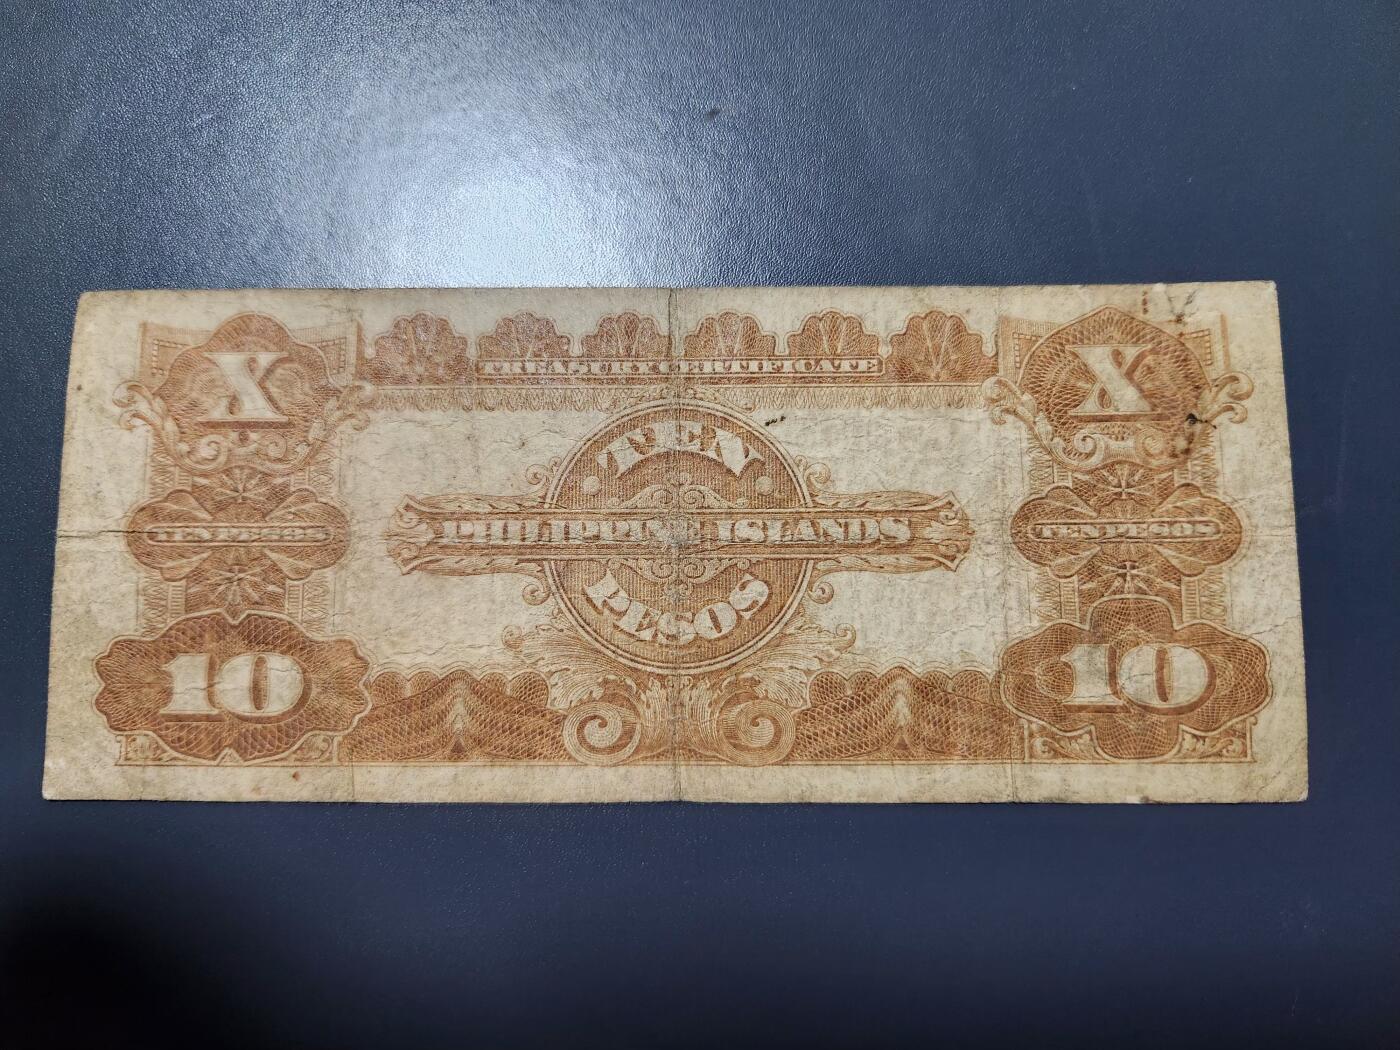 X
TREASURY CERTIFICATE
X
TEN
TEN PESOS
PHILIPPINE ISLANDS
TEN PESOS
PESOS
10
10